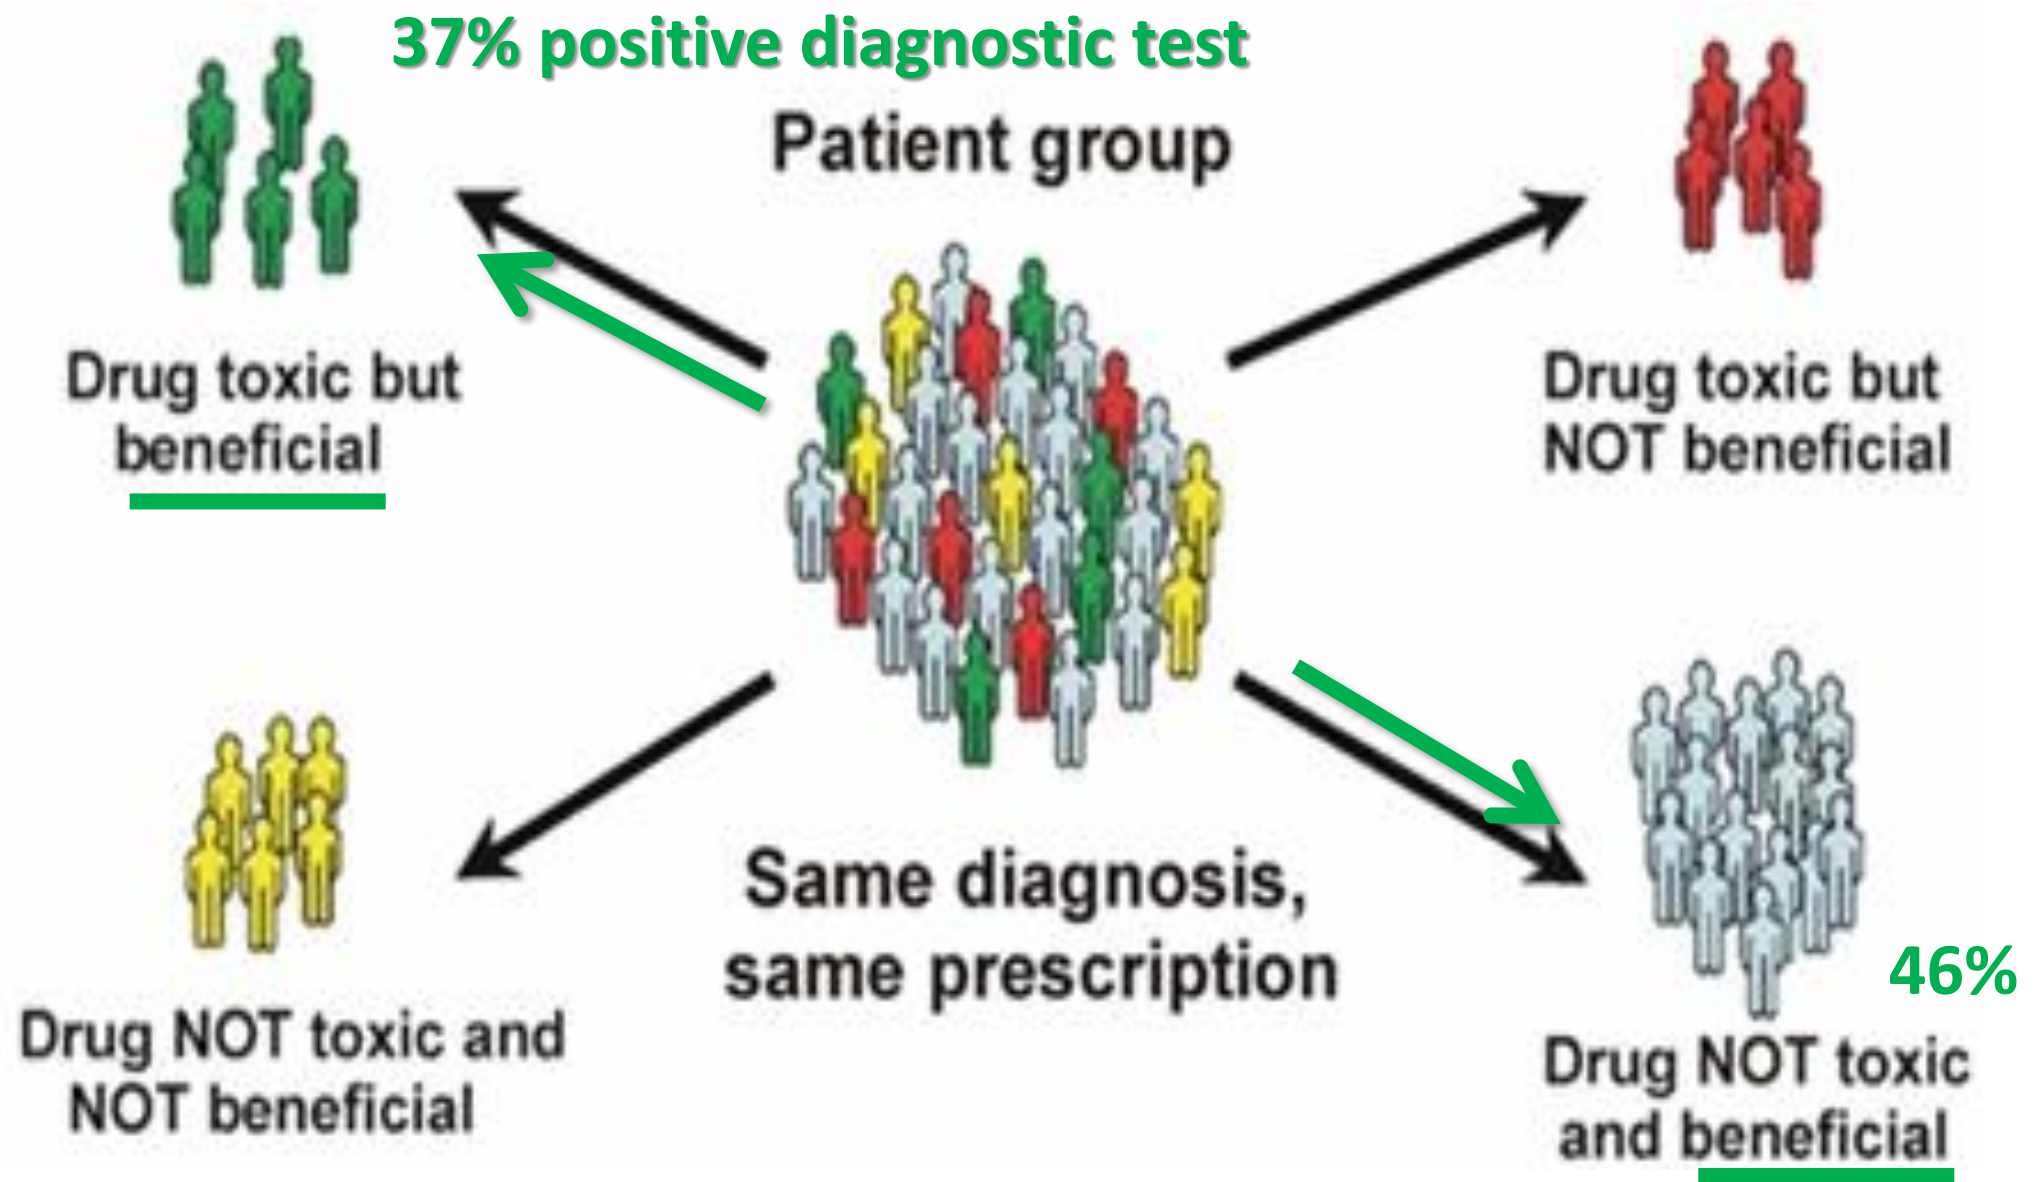 37% positive diagnostic test
Patient group
Drug toxic but
beneficial
Drug toxic but
NOT beneficial
Same diagnosis,
same prescription
46%
Drug NOT toxic and
NOT beneficial
Drug NOT toxic
and beneficial